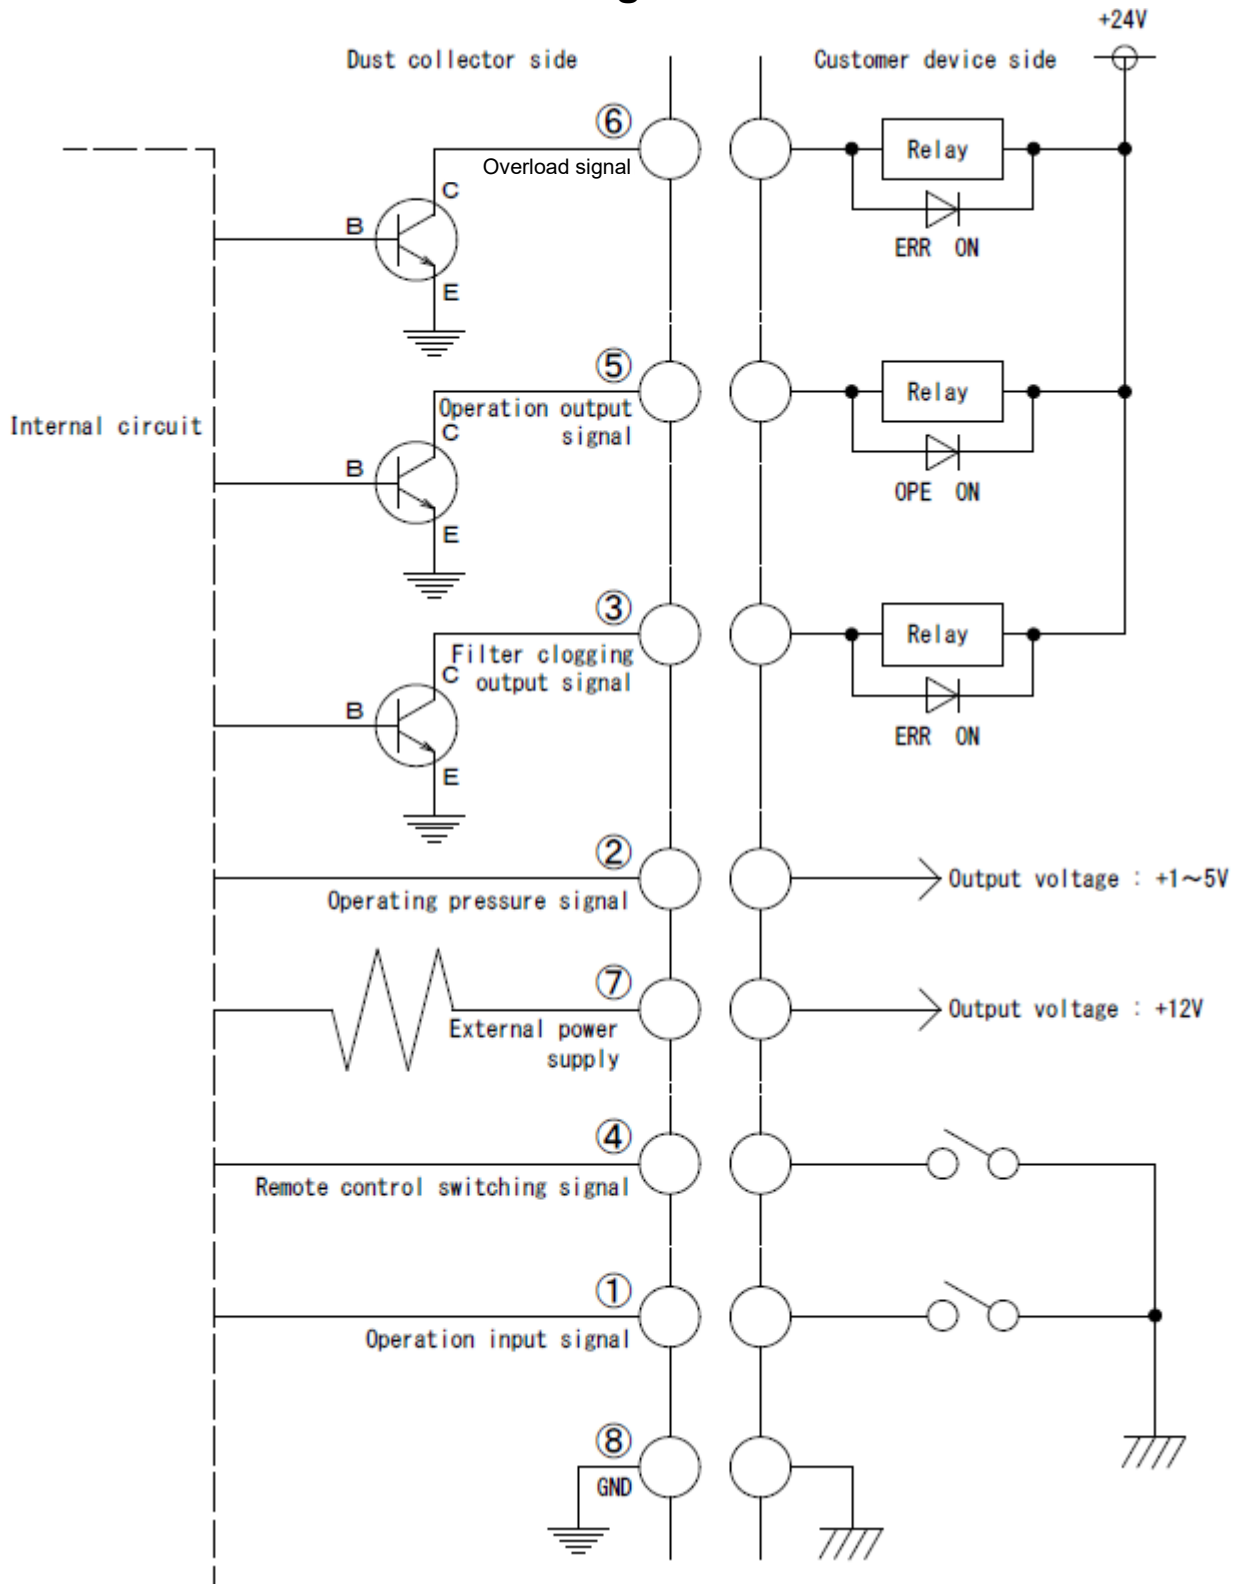 +24V
Dust collector side
Customer device side
⑥
Overload signal
Relay
C
B
E
ERR ON
⑤
Operation output
signal
Relay
C
B
E
OPE ON
Internal circuit
③
Filter clogging
output signal
Relay
C
B
E
ERR ON
②
Operating pressure signal
Output voltage : +1～5V
⑦
External power
supply
Output voltage : +12V
④
Remote control switching signal
①
Operation input signal
⑧
GND